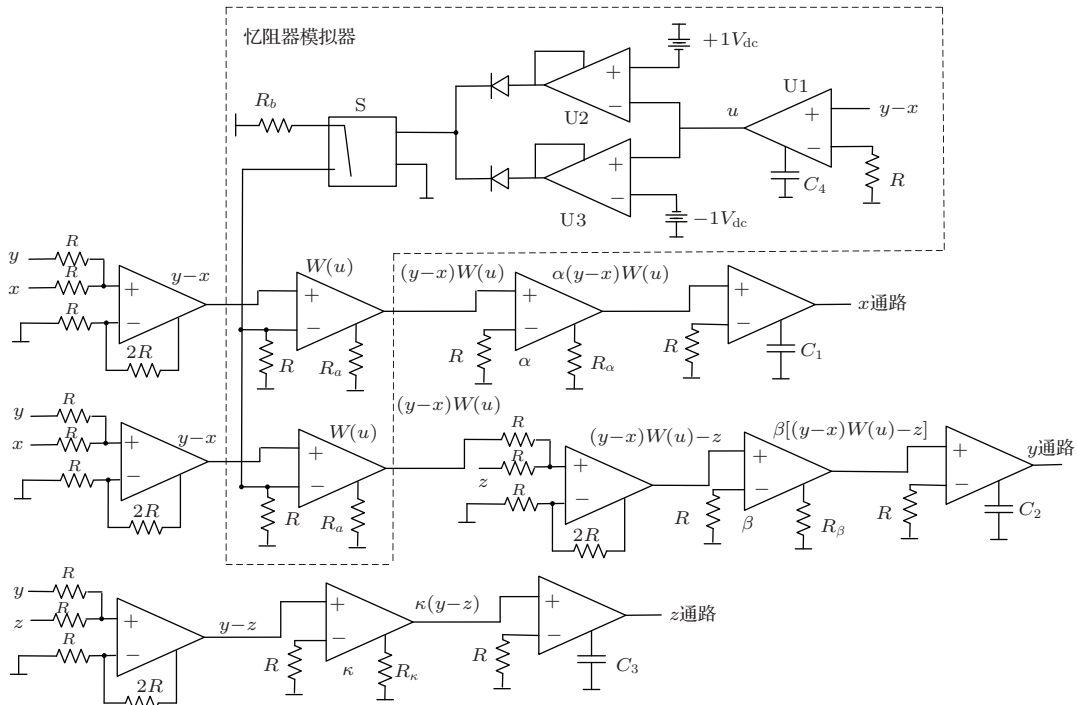 忆阻器模拟器
+1V_dc
R_b
S
U2
U1
u
y−x
+
−
+
−
+
−
U3
C_4
R
−1V_dc
R
y
R
x
R
y−x
W(u)
(y−x)W(u)
α(y−x)W(u)
+
−
+
−
+
−
+
−
x通路
2R
R
R_a
R
α
R_α
R
C_1
R
y
R
x
R
y−x
W(u)
(y−x)W(u)
R
R
z
R
(y−x)W(u)−z
β[(y−x)W(u)−z]
y通路
+
−
+
−
+
−
+
−
+
−
2R
R
R_a
2R
R
β
R_β
R
C_2
R
y
R
z
R
y−z
κ(y−z)
+
−
+
−
+
−
z通路
2R
R
κ
R_κ
R
C_3